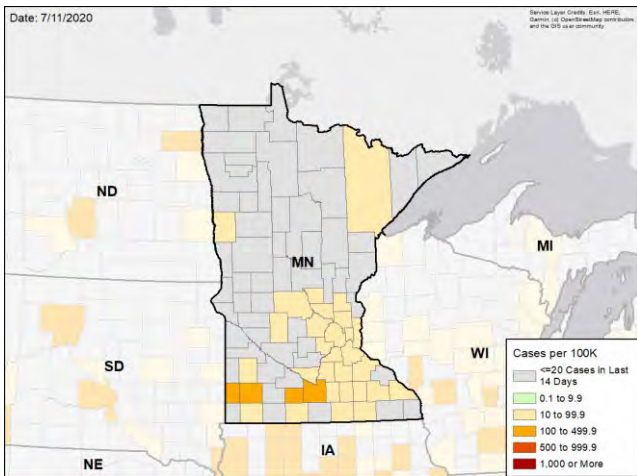 Date: 7/11/2020
Service Layer Credits: Esri, HERE,
Garmin, (c) OpenStreetMap contributors,
and the GIS user community
ND
MN
MI
SD
WI
IA
NE
Cases per 100K
<=20 Cases in Last
14 Days
0.1 to 9.9
10 to 99.9
100 to 499.9
500 to 999.9
1,000 or More